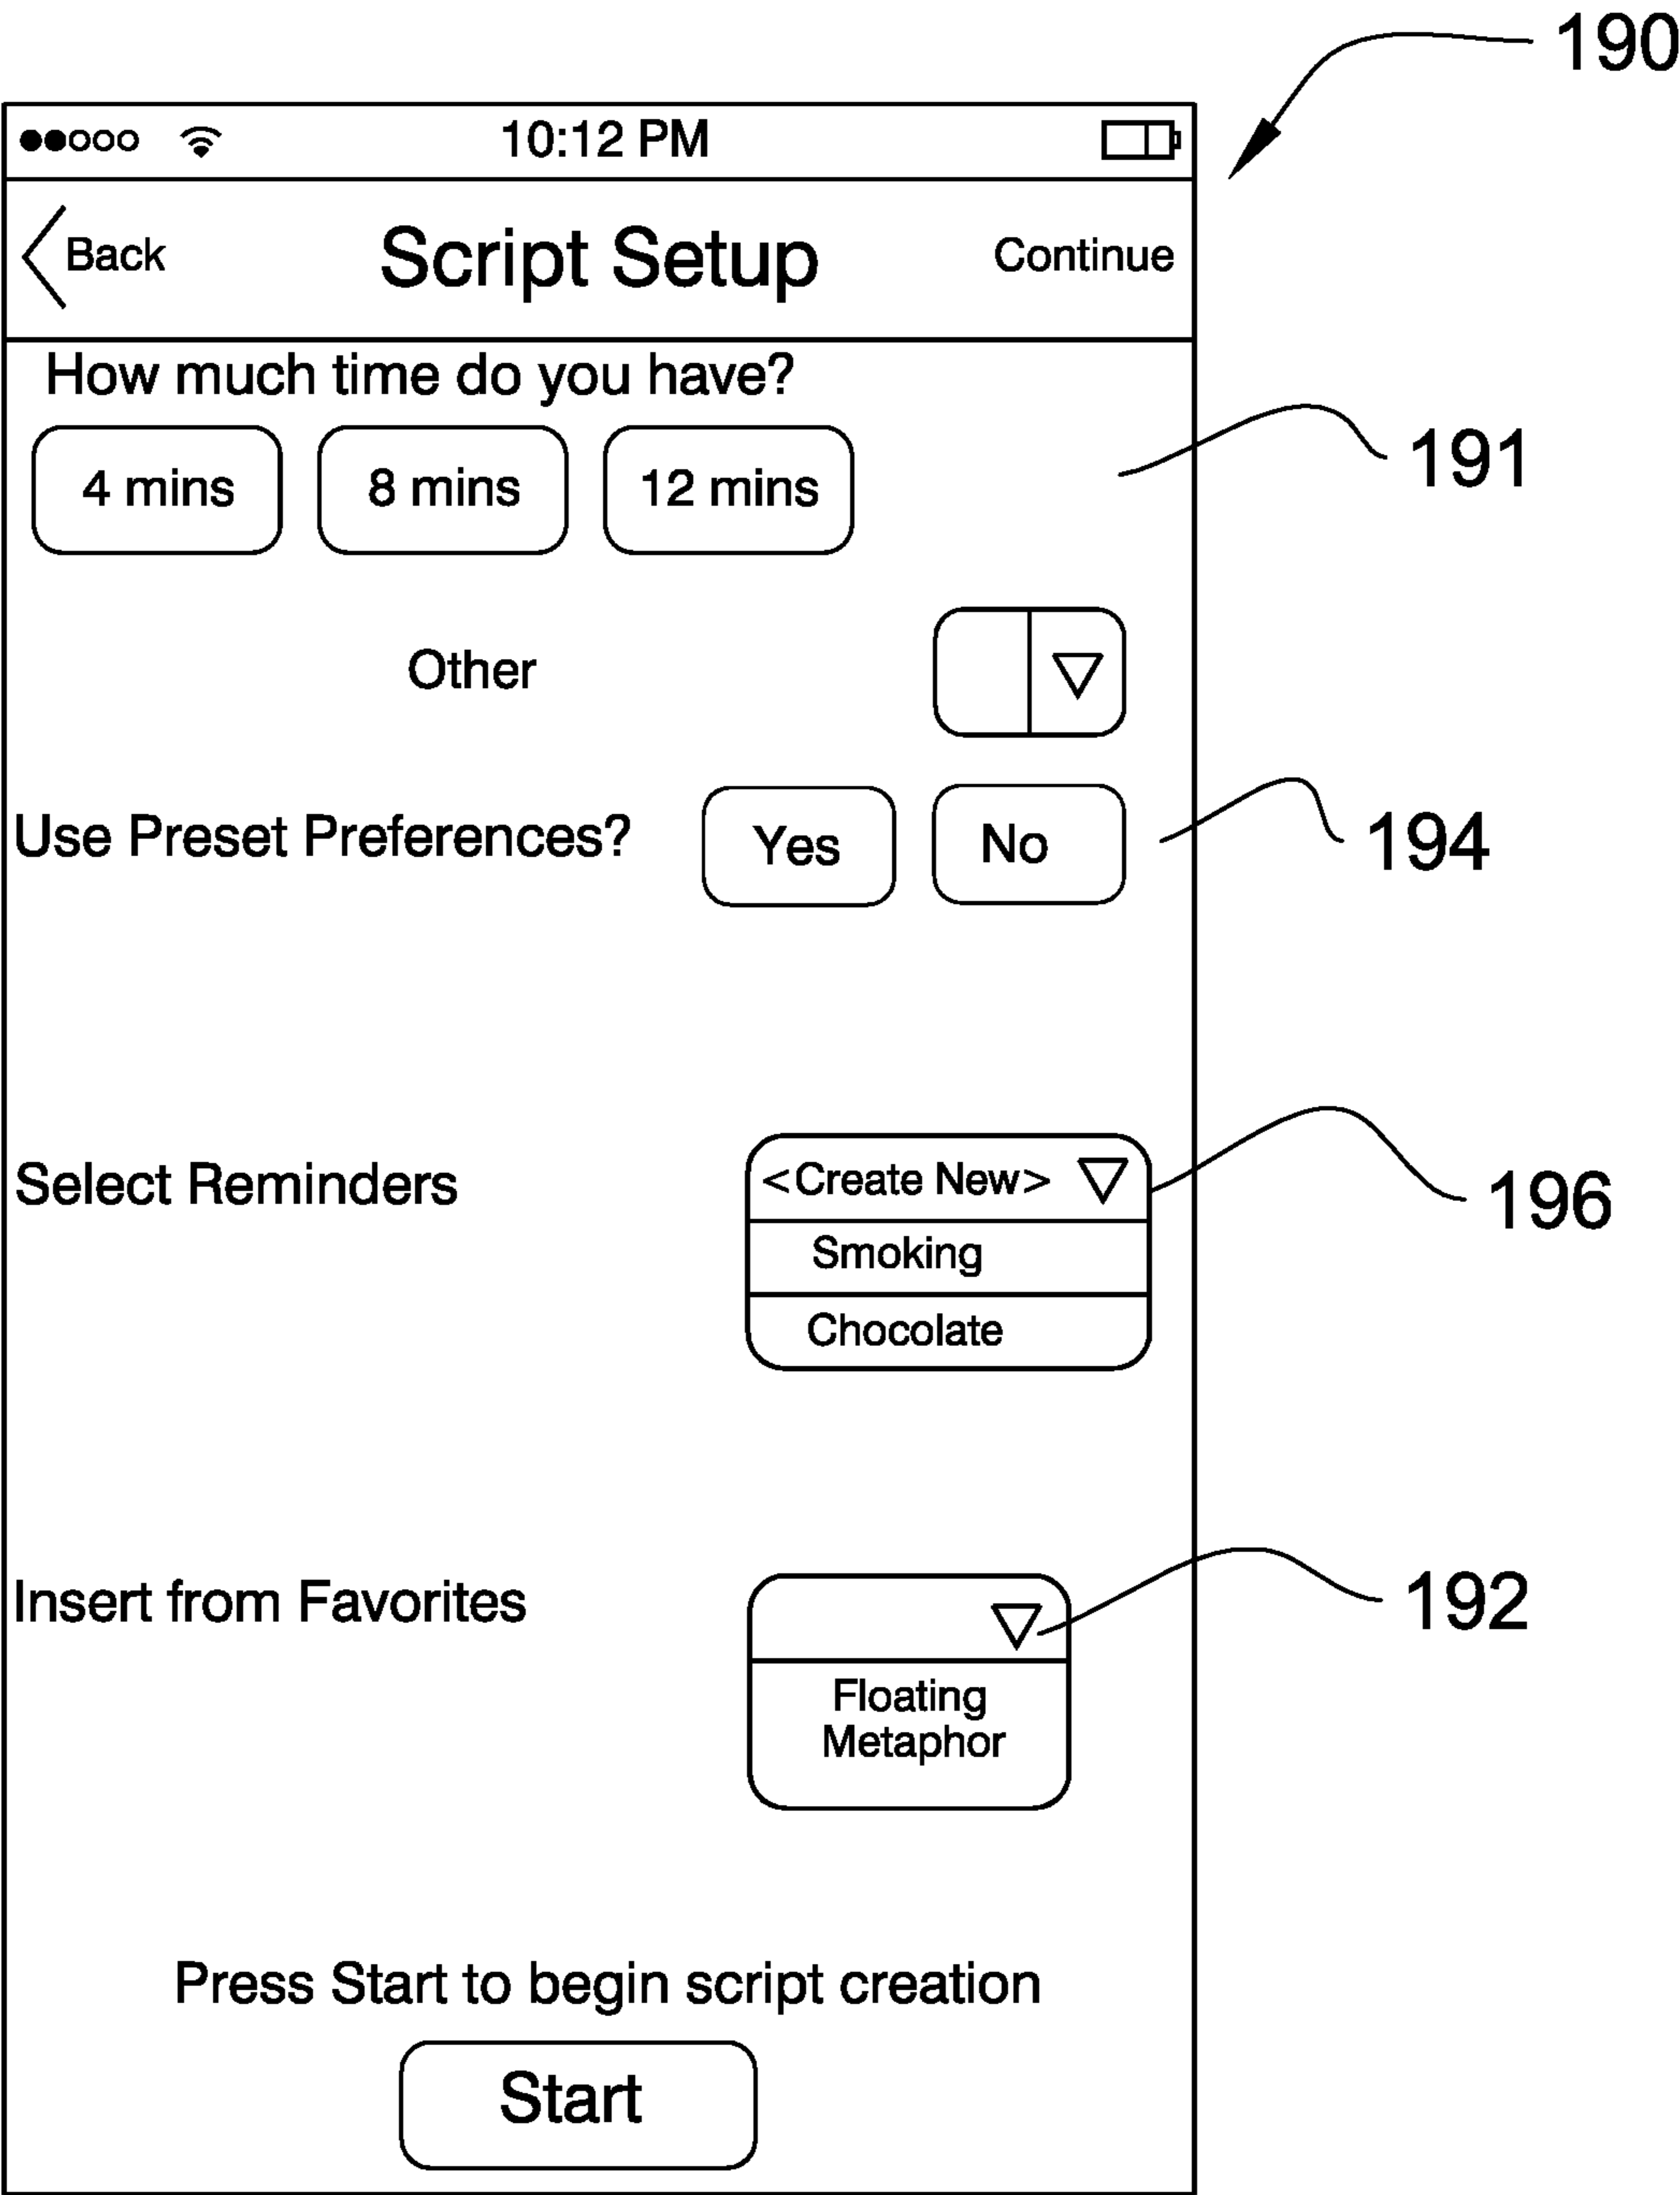 190
10:12 PM
Back Script Setup Continue
How much time do you have?
4 mins 8 mins 12 mins 191
Other
Use Preset Preferences? Yes No 194
Select Reminders <Create New> 196
Smoking
Chocolate
Insert from Favorites 192
Floating
Metaphor
Press Start to begin script creation
Start